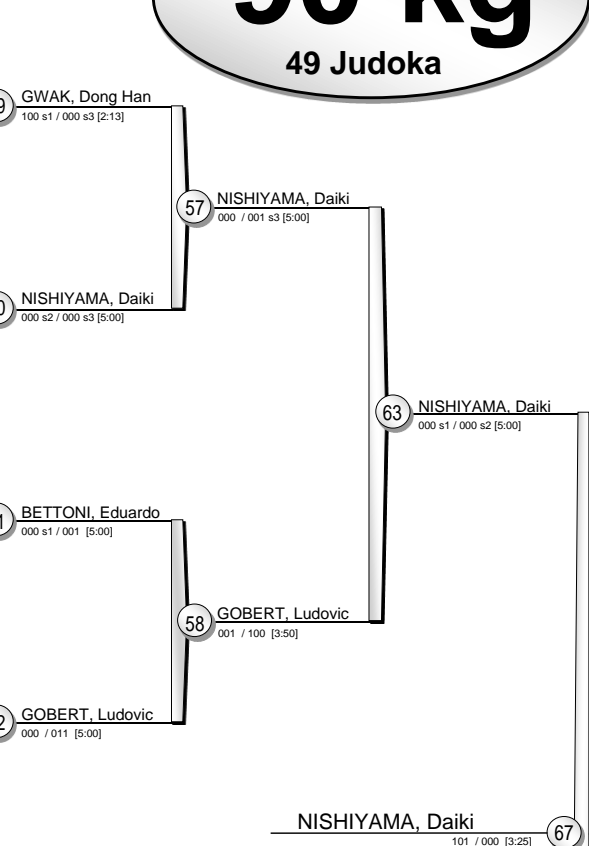 90 kg
49 Judoka
GWAK, Dong Han
100 s1 / 000 s3 [2:13]
57
NISHIYAMA, Daiki
000 / 001 s3 [5:00]
NISHIYAMA, Daiki
000 s2 / 000 s3 [5:00]
63
NISHIYAMA, Daiki
000 s1 / 000 s2 [5:00]
BETTONI, Eduardo
000 s1 / 001 [5:00]
58
GOBERT, Ludovic
001 / 100 [3:50]
GOBERT, Ludovic
000 / 011 [5:00]
NISHIYAMA, Daiki
101 / 000 [3:25]
67